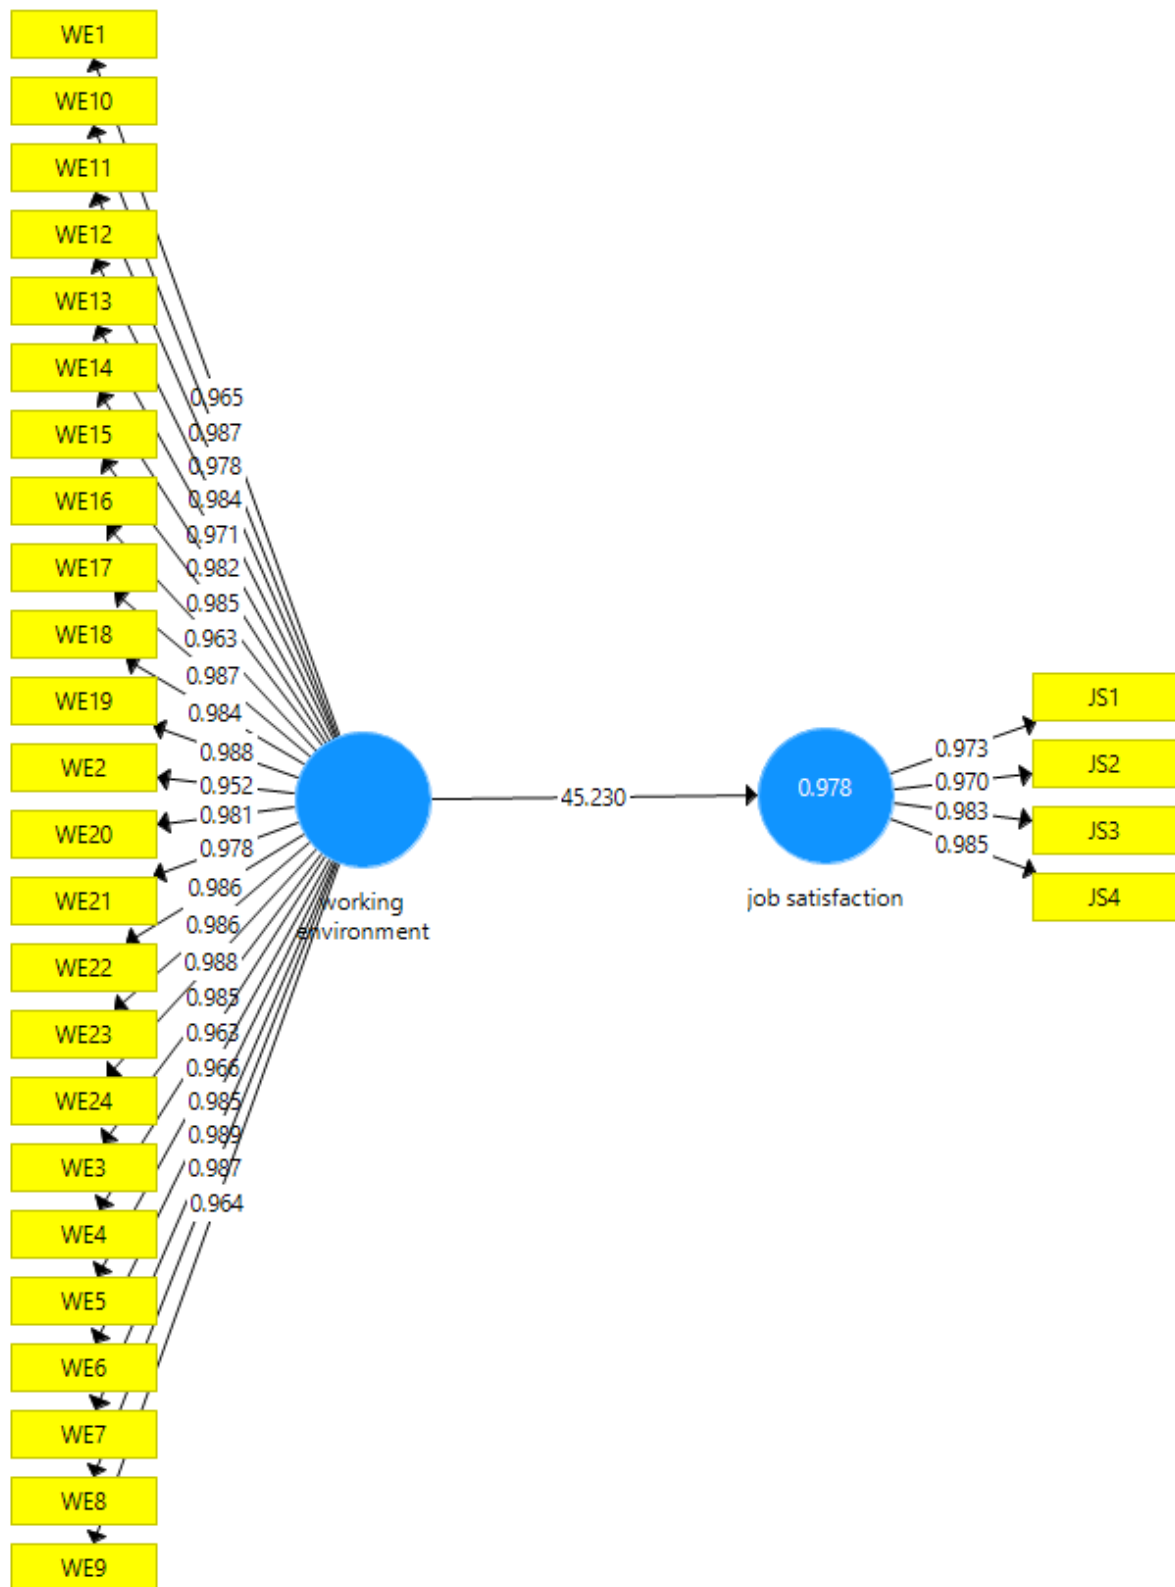 WE1
WE10
WE11
WE12
WE13
WE14
WE15
WE16
WE17
WE18
WE19
WE2
WE20
WE21
WE22
WE23
WE24
WE3
WE4
WE5
WE6
WE7
WE8
WE9
0.965
0.987
0.978
0.984
0.971
0.982
0.985
0.963
0.987
0.984
0.988
0.952
0.981
0.978
0.986
0.986
0.988
0.985
0.963
0.966
0.985
0.989
0.987
0.964
working
environment
45.230
0.978
job satisfaction
0.973
0.970
0.983
0.985
JS1
JS2
JS3
JS4